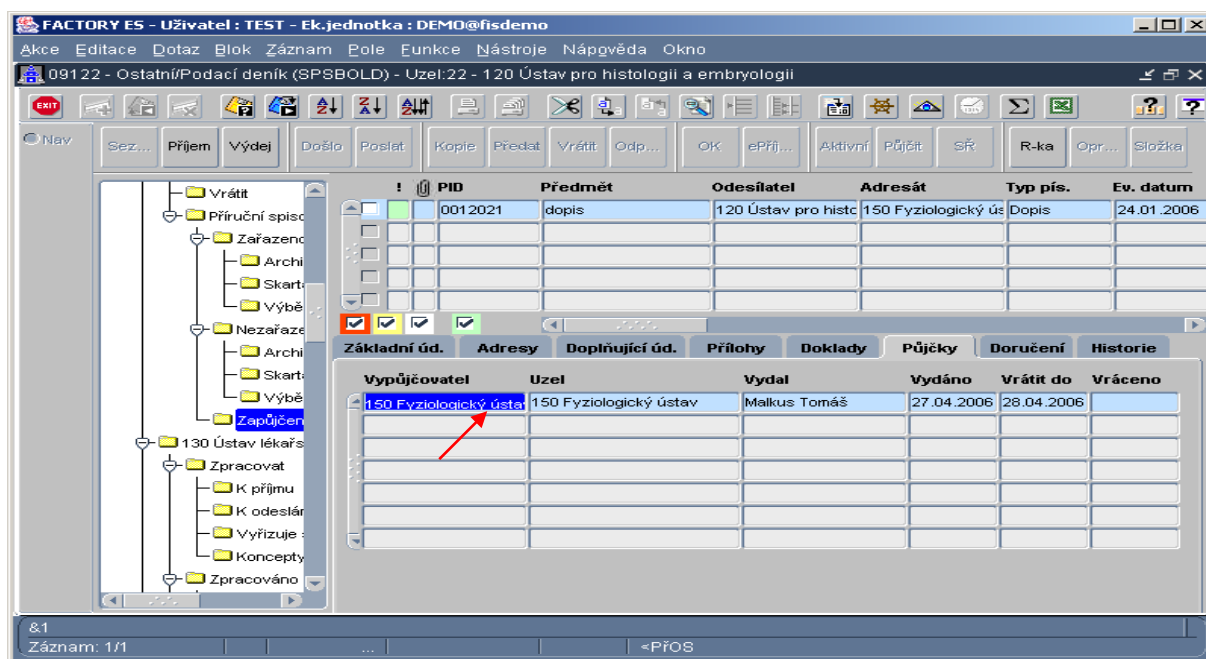 FACTORY ES - Uživatel : TEST - Ek.jednotka : DEMO@fisdemo
Akce Editace Dotaz Blok Záznam Pole Funkce Nástroje Nápověda Okno
09122 - Ostatní/Podací deník (SPSBOLD) - Uzel:22 - 120 Ústav pro histologii a embryologii
EXIT
Nav Sez... Příjem Výdej Došlo Poslat Kopie Předat Vrátit Odp... OK ePříj... Aktivní Půjčit SŘ R-ka Opr... Složka
Vrátit
Příruční spisc
Zařazenc
Archi
Skart
Výbě
Nezařaze
Archi
Skart
Výbě
Zapůjčen
130 Ústav lékařs
Zpracovat
K příjmu
K odeslár
Vyřizuje
Koncepty
Zpracováno
! PID Předmět Odesílatel Adresát Typ pís. Ev. datum
0012021 dopis 120 Ústav pro histc 150 Fyziologický ús Dopis 24.01.2006
Základní úd. Adresy Doplňující úd. Přílohy Doklady Půjčky Doručení Historie
Vypůjčovatel Uzel Vydal Vydáno Vrátit do Vráceno
150 Fyziologický ústav 150 Fyziologický ústav Malkus Tomáš 27.04.2006 28.04.2006
&1
Záznam: 1/1 ... <PřOS